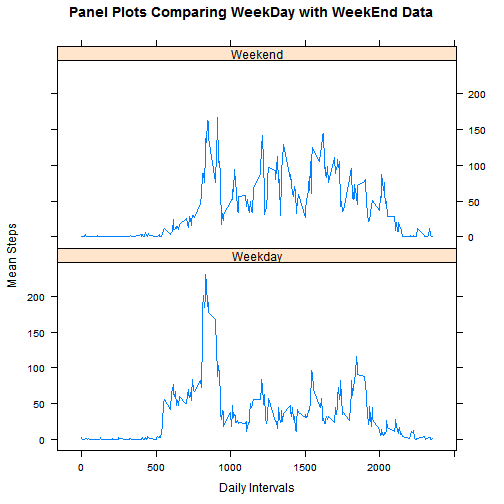 Panel Plots Comparing WeekDay with WeekEnd Data
Weekend
200
150
100
50
0
Weekday
200
150
100
50
0
Mean Steps
0 500 1000 1500 2000
Daily Intervals